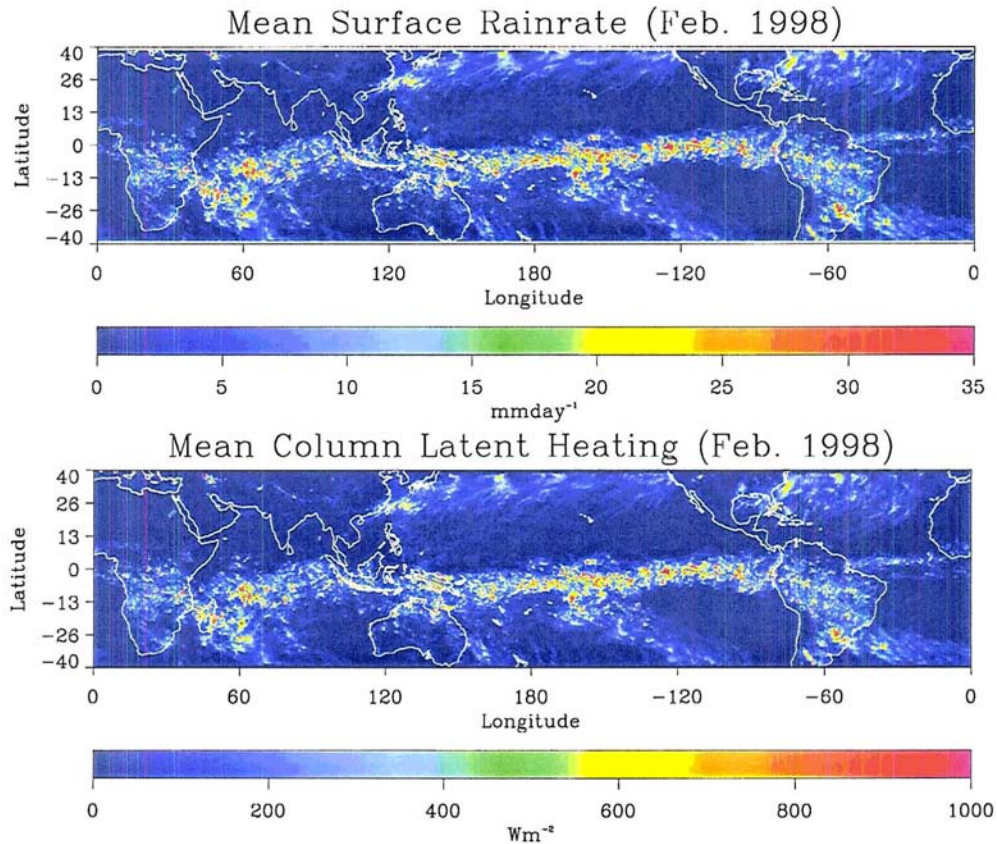 Mean Surface Rainrate (Feb. 1998)
40
26
13
0
-13
-26
-40
Latitude
0 60 120 180 -120 -60 0
Longitude
0 5 10 15 20 25 30 35
mmday⁻¹
Mean Column Latent Heating (Feb. 1998)
40
26
13
0
-13
-26
-40
Latitude
0 60 120 180 -120 -60 0
Longitude
0 200 400 600 800 1000
Wm⁻²